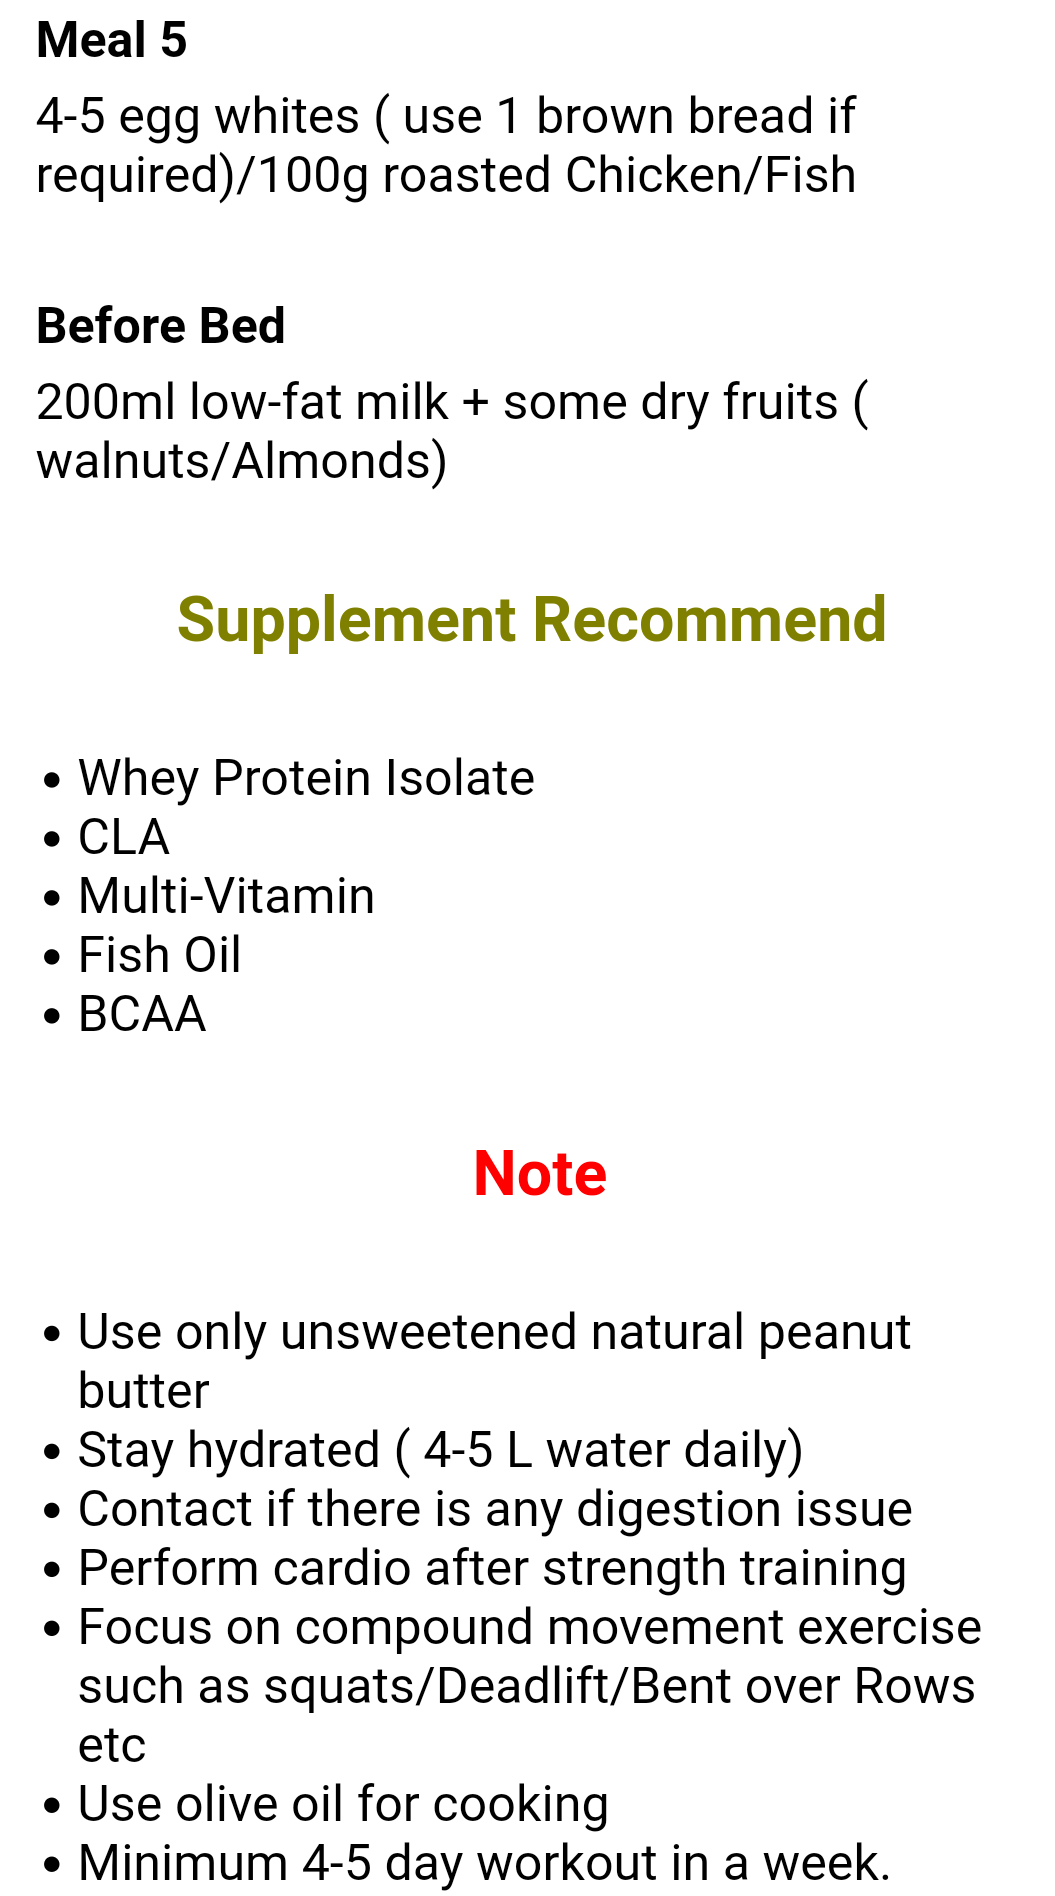 Meal 5
4-5 egg whites ( use 1 brown bread if
required)/100g roasted Chicken/Fish
Before Bed
200ml low-fat milk + some dry fruits (
walnuts/Almonds)
Supplement Recommend
• Whey Protein Isolate
• CLA
• Multi-Vitamin
• Fish Oil
• BCAA
Note
• Use only unsweetened natural peanut
butter
• Stay hydrated ( 4-5 L water daily)
• Contact if there is any digestion issue
• Perform cardio after strength training
• Focus on compound movement exercise
such as squats/Deadlift/Bent over Rows
etc
• Use olive oil for cooking
• Minimum 4-5 day workout in a week.